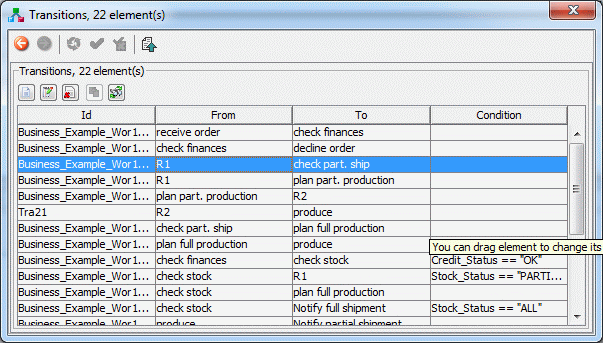 Transitions, 22 element(s)
Transitions, 22 element(s)
Id From To Condition
Business_Example_Wor1... receive order check finances
Business_Example_Wor1... check finances decline order
Business_Example_Wor1... R1 check part. ship
Business_Example_Wor1... R1 plan part. production
Business_Example_Wor1... plan part. production R2
Tra21 R2 produce
Business_Example_Wor1... check part. ship plan full production
Business_Example_Wor1... plan full production produce
You can drag element to change its
Business_Example_Wor1... check finances check stock Credit_Status == "OK"
Business_Example_Wor1... check stock R1 Stock_Status == "PARTI...
Business_Example_Wor1... check stock plan full production
Business_Example_Wor1... check stock Notify full shipment Stock_Status == "ALL"
Business_Example_Wor1... produce Notify partial shipment